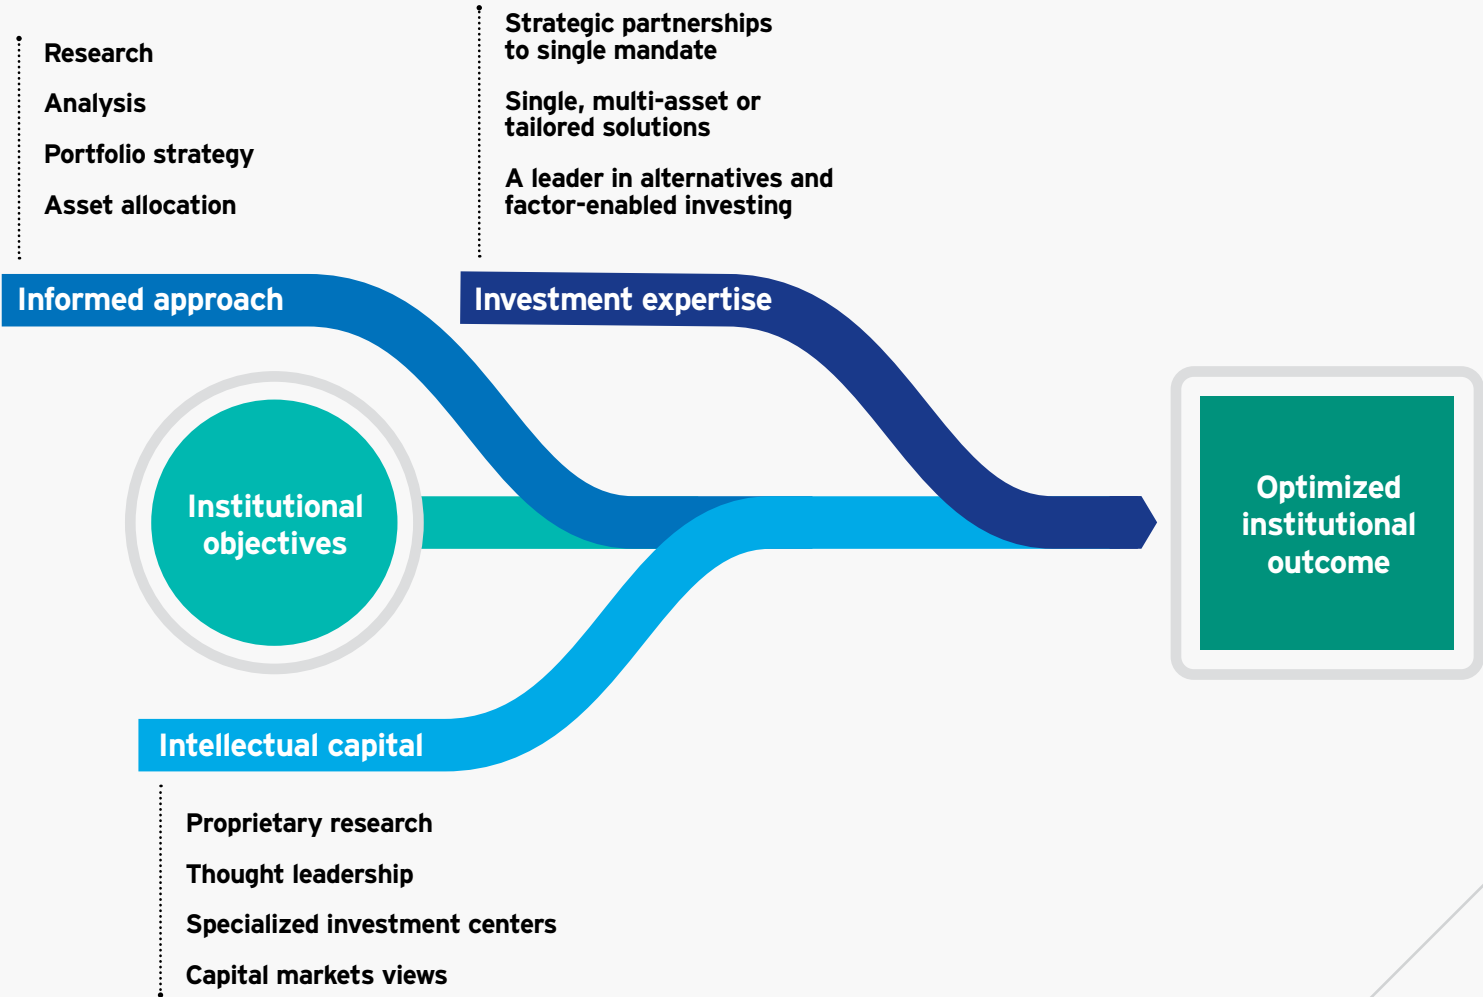 Research
Analysis
Portfolio strategy
Asset allocation
Strategic partnerships
to single mandate
Single, multi-asset or
tailored solutions
A leader in alternatives and
factor-enabled investing
Informed approach
Investment expertise
Institutional
objectives
Optimized
institutional
outcome
Intellectual capital
Proprietary research
Thought leadership
Specialized investment centers
Capital markets views